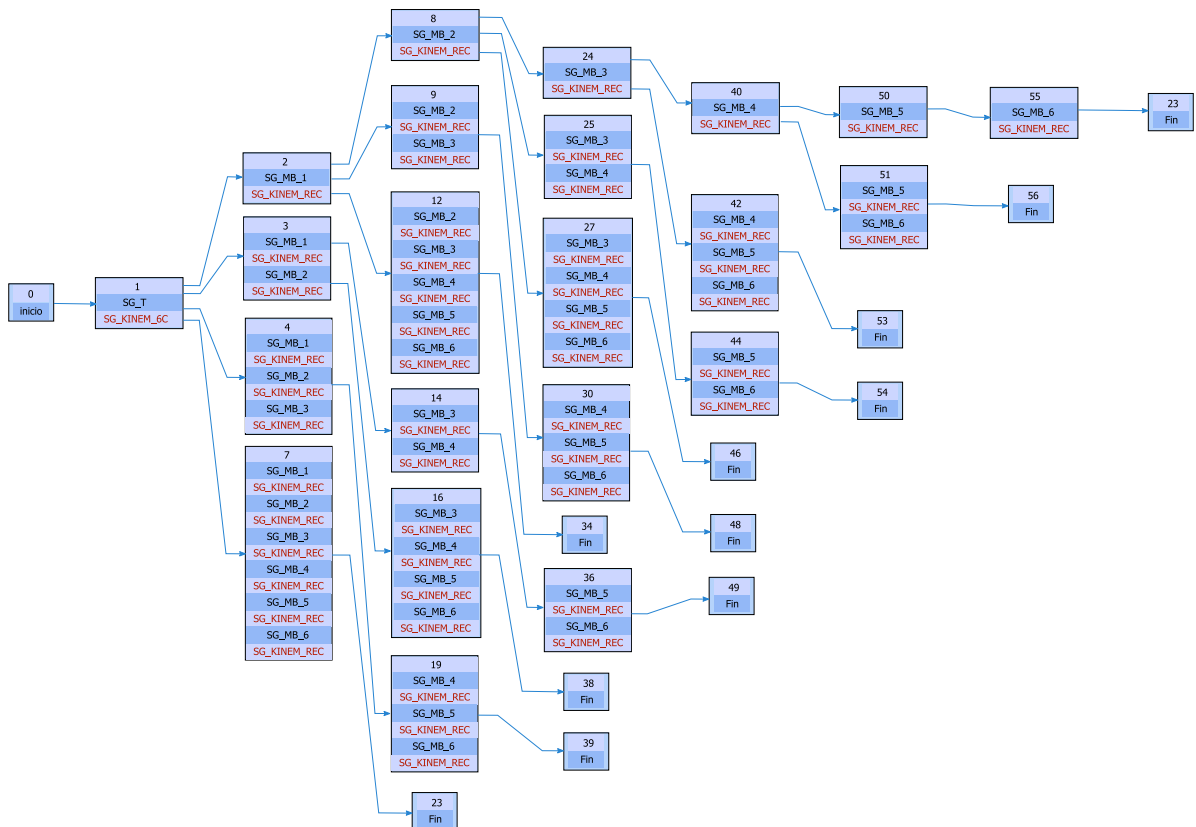 0
inicio
1
SG_T
SG_KINEM_6C
2
SG_MB_1
SG_KINEM_REC
3
SG_MB_1
SG_KINEM_REC
SG_MB_2
SG_KINEM_REC
4
SG_MB_1
SG_KINEM_REC
SG_MB_2
SG_KINEM_REC
SG_MB_3
SG_KINEM_REC
7
SG_MB_1
SG_KINEM_REC
SG_MB_2
SG_KINEM_REC
SG_MB_3
SG_KINEM_REC
SG_MB_4
SG_KINEM_REC
SG_MB_5
SG_KINEM_REC
SG_MB_6
SG_KINEM_REC
8
SG_MB_2
SG_KINEM_REC
9
SG_MB_2
SG_KINEM_REC
SG_MB_3
SG_KINEM_REC
12
SG_MB_2
SG_KINEM_REC
SG_MB_3
SG_KINEM_REC
SG_MB_4
SG_KINEM_REC
SG_MB_5
SG_KINEM_REC
SG_MB_6
SG_KINEM_REC
14
SG_MB_3
SG_KINEM_REC
SG_MB_4
SG_KINEM_REC
16
SG_MB_3
SG_KINEM_REC
SG_MB_4
SG_KINEM_REC
SG_MB_5
SG_KINEM_REC
SG_MB_6
SG_KINEM_REC
19
SG_MB_4
SG_KINEM_REC
SG_MB_5
SG_KINEM_REC
SG_MB_6
SG_KINEM_REC
23
Fin
24
SG_MB_3
SG_KINEM_REC
25
SG_MB_3
SG_KINEM_REC
SG_MB_4
SG_KINEM_REC
27
SG_MB_3
SG_KINEM_REC
SG_MB_4
SG_KINEM_REC
SG_MB_5
SG_KINEM_REC
SG_MB_6
SG_KINEM_REC
30
SG_MB_4
SG_KINEM_REC
SG_MB_5
SG_KINEM_REC
SG_MB_6
SG_KINEM_REC
34
Fin
36
SG_MB_5
SG_KINEM_REC
SG_MB_6
SG_KINEM_REC
38
Fin
39
Fin
40
SG_MB_4
SG_KINEM_REC
42
SG_MB_4
SG_KINEM_REC
SG_MB_5
SG_KINEM_REC
SG_MB_6
SG_KINEM_REC
44
SG_MB_5
SG_KINEM_REC
SG_MB_6
SG_KINEM_REC
46
Fin
48
Fin
49
Fin
50
SG_MB_5
SG_KINEM_REC
51
SG_MB_5
SG_KINEM_REC
SG_MB_6
SG_KINEM_REC
53
Fin
54
Fin
55
SG_MB_6
SG_KINEM_REC
56
Fin
23
Fin